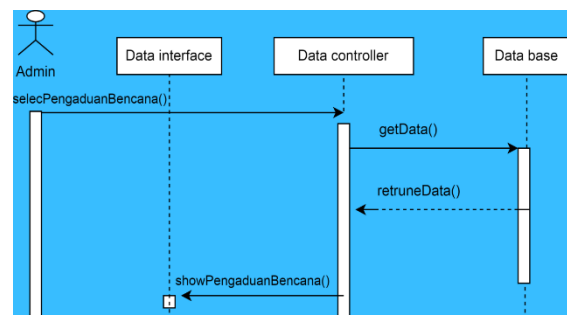 Admin
Data interface
Data controller
Data base
selecPengaduanBencana()
getData()
retruneData()
showPengaduanBencana()